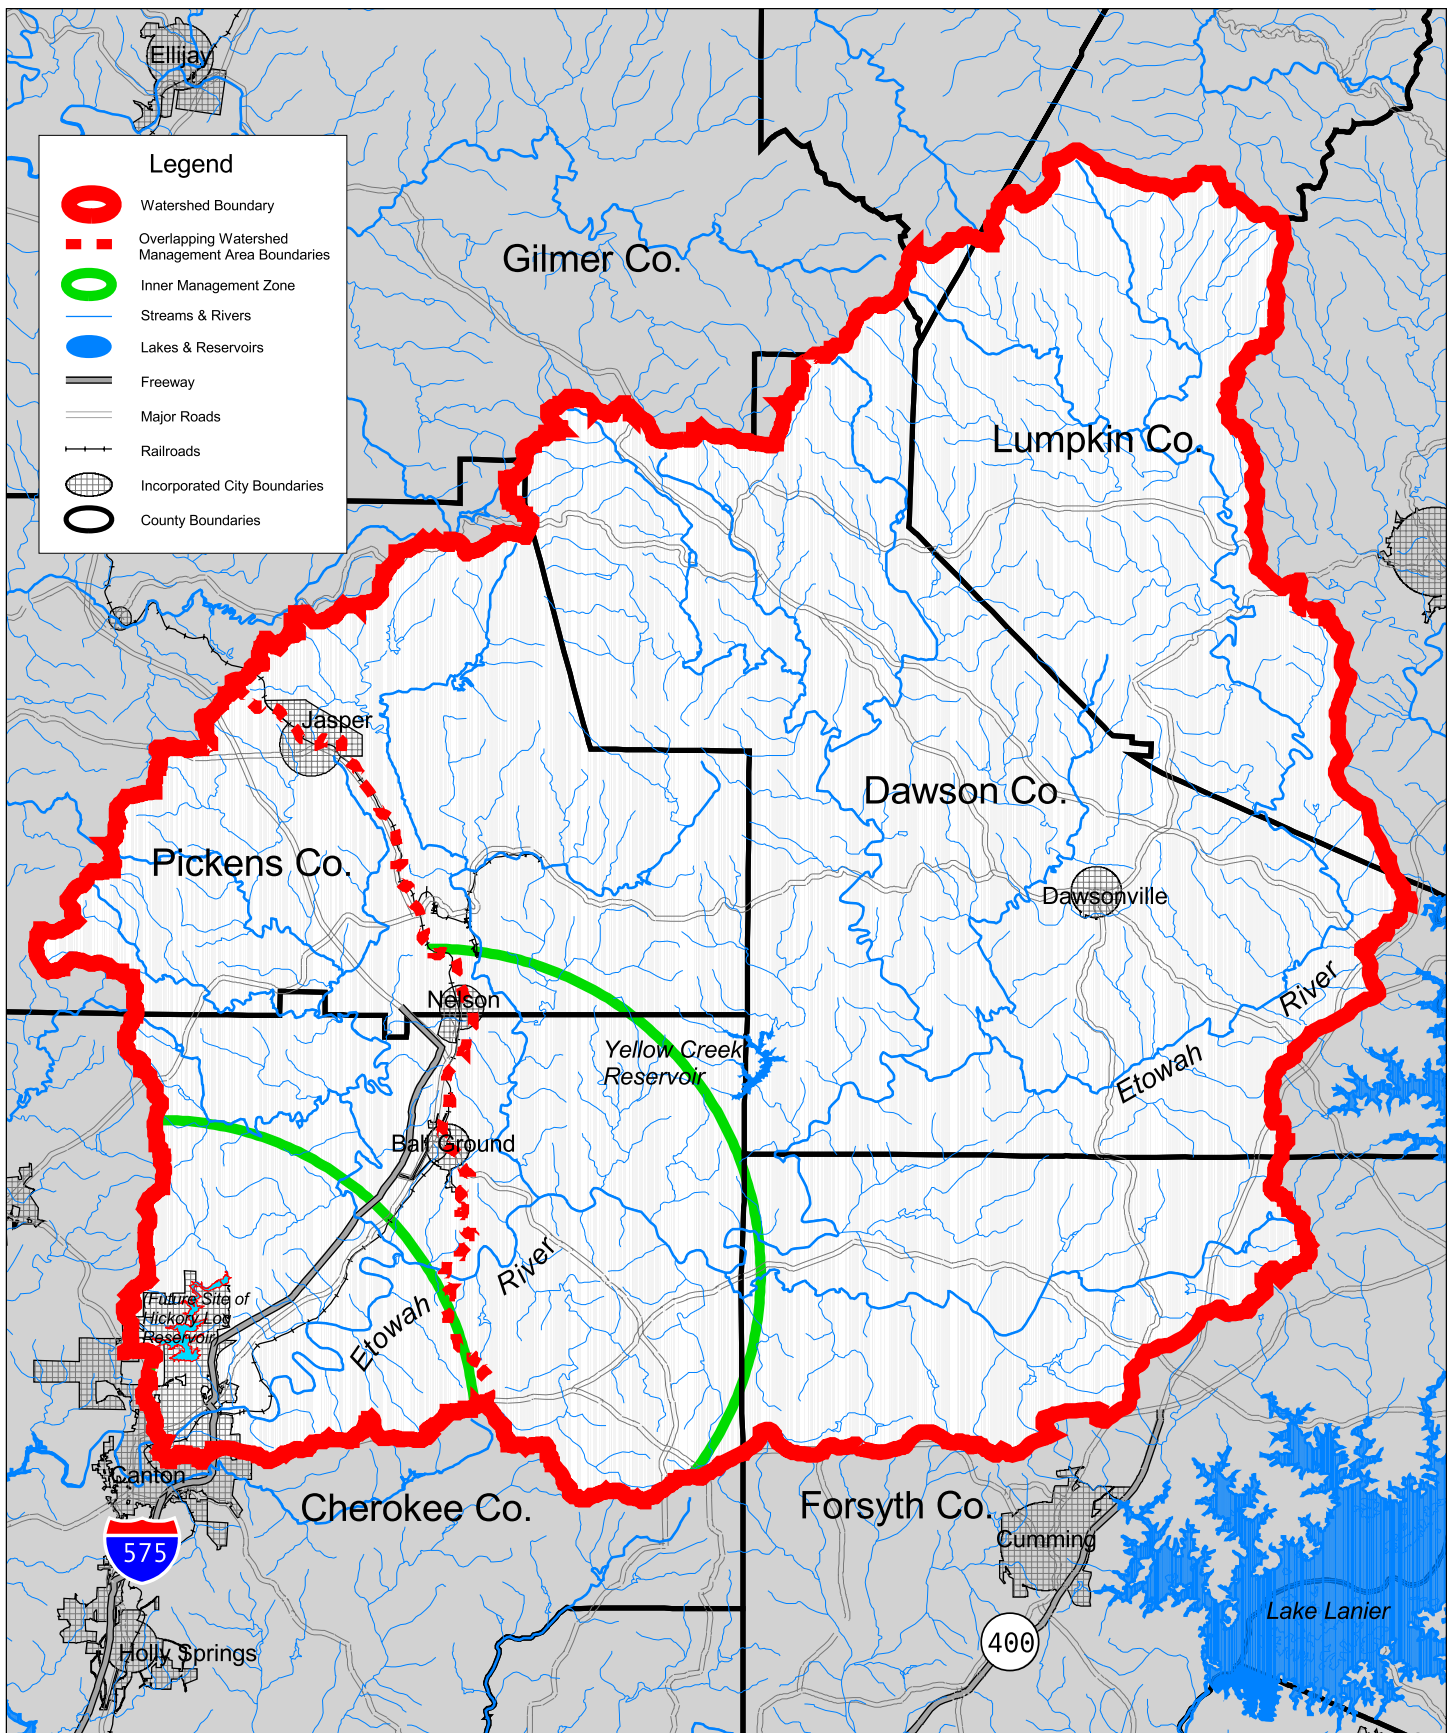 Ellijay
Legend
Watershed Boundary
Overlapping Watershed
Management Area Boundaries
Inner Management Zone
Streams & Rivers
Lakes & Reservoirs
Freeway
Major Roads
Railroads
Incorporated City Boundaries
County Boundaries
Gilmer Co.
Lumpkin Co.
Jasper
Dawson Co.
Pickens Co.
Dawsonville
River
Etowah
Nelson
Yellow Creek
Reservoir
Ball Ground
River
Etowah
(Future Site of
Hickory Log
Reservoir)
Canton
Cherokee Co.
Forsyth Co.
Cumming
575
Lake Lanier
400
Holly Springs